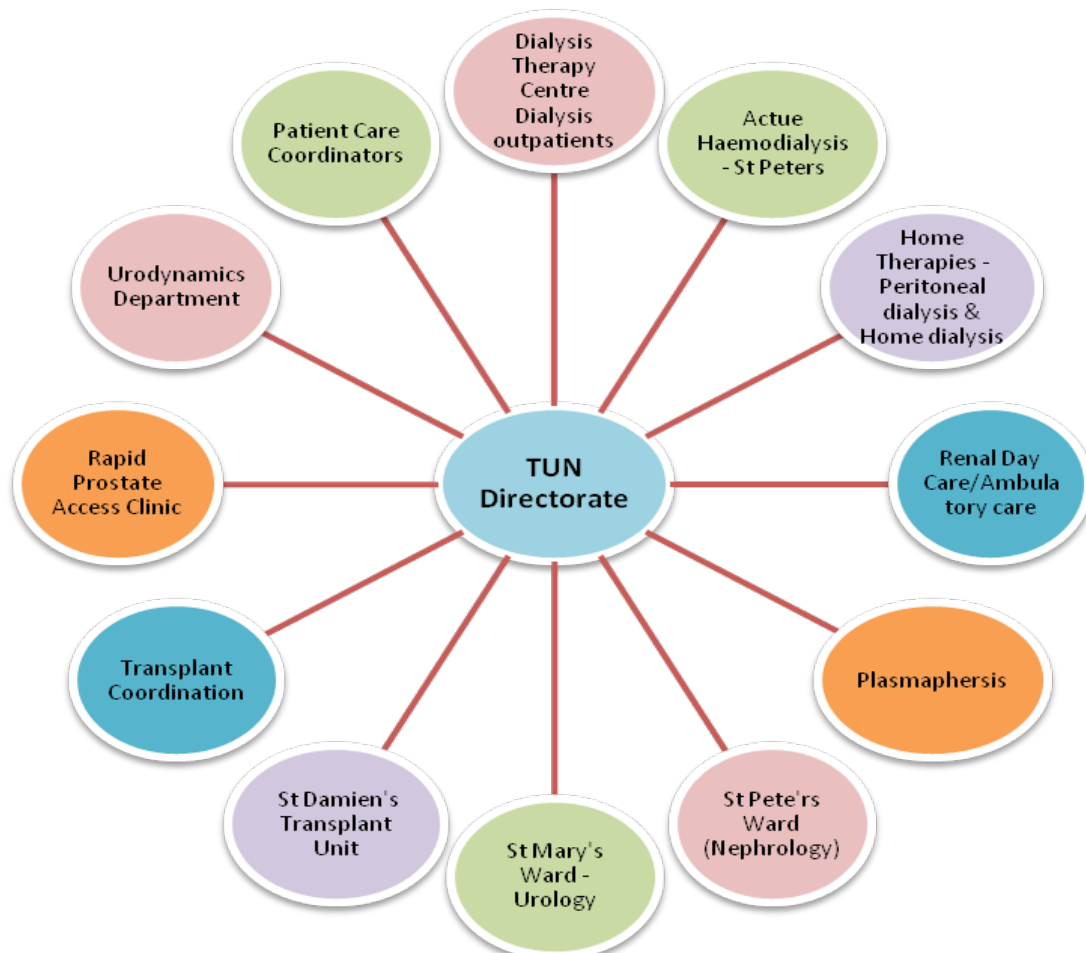 Dialysis
Therapy
Centre
Dialysis
outpatients
Actue
Haemodialysis
- St Peters
Home
Therapies -
Peritoneal
dialysis &
Home dialysis
Renal Day
Care/Ambula
tory care
Plasmaphersis
St Pete'rs
Ward
(Nephrology)
St Mary's
Ward -
Urology
St Damien's
Transplant
Unit
Transplant
Coordination
Rapid
Prostate
Access Clinic
Urodynamics
Department
Patient Care
Coordinators
TUN
Directorate